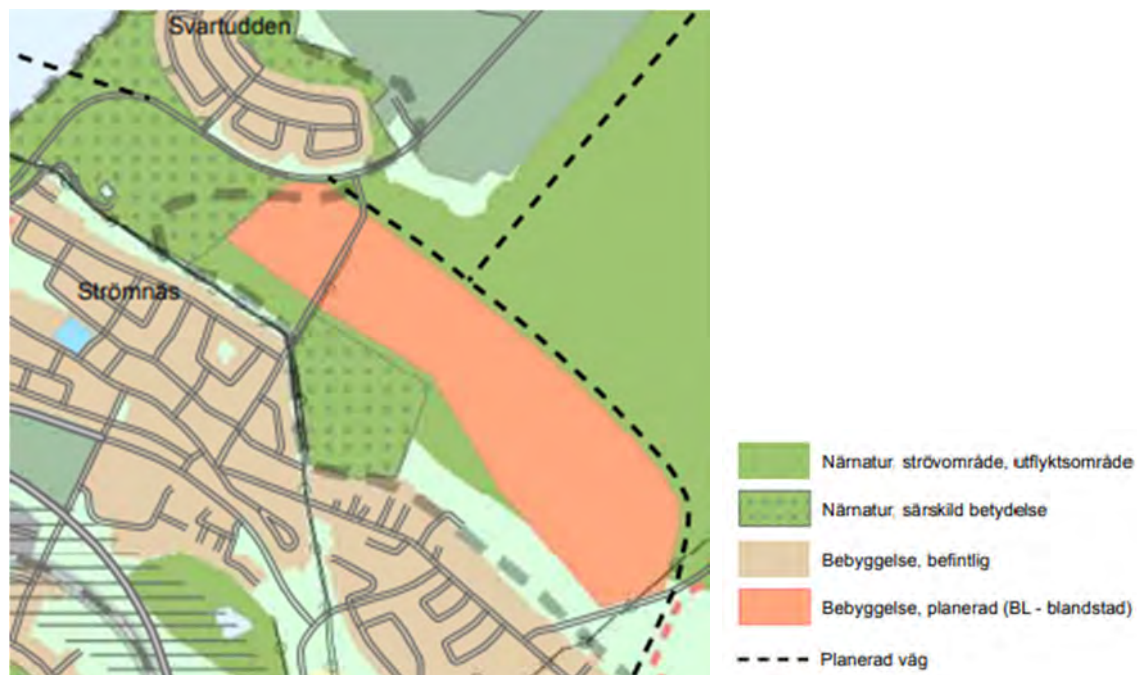 Svartudden
Strömnäs
Närnatur, strövområde, utflyktsområde
Närnatur, särskild betydelse
Bebyggelse, befintlig
Bebyggelse, planerad (BL - blandstad)
Planerad väg